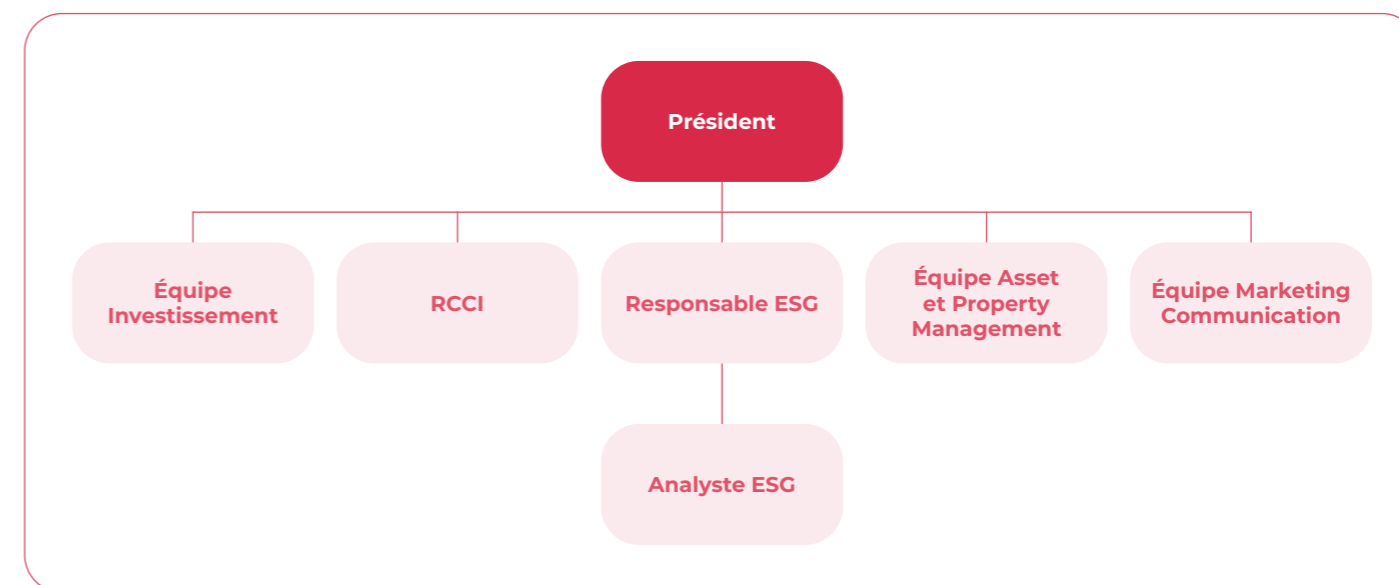 Président
Équipe
Investissement
RCCI
Responsable ESG
Équipe Asset
et Property
Management
Équipe Marketing
Communication
Analyste ESG